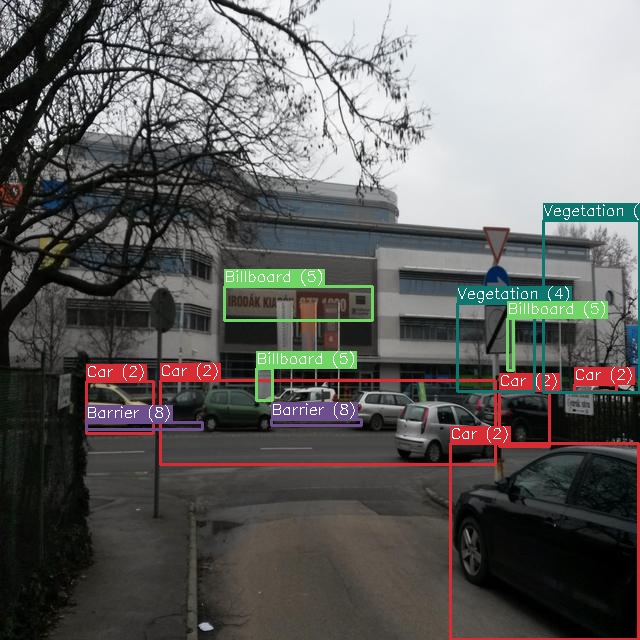 Vegetation (
Billboard (5)
Vegetation (4)
IRODÁK KIADÓK
Billboard (5)
Billboard (5)
Car (2)
Car (2)
Car (2)
Car (2)
Barrier (8)
Barrier (8)
Car (2)